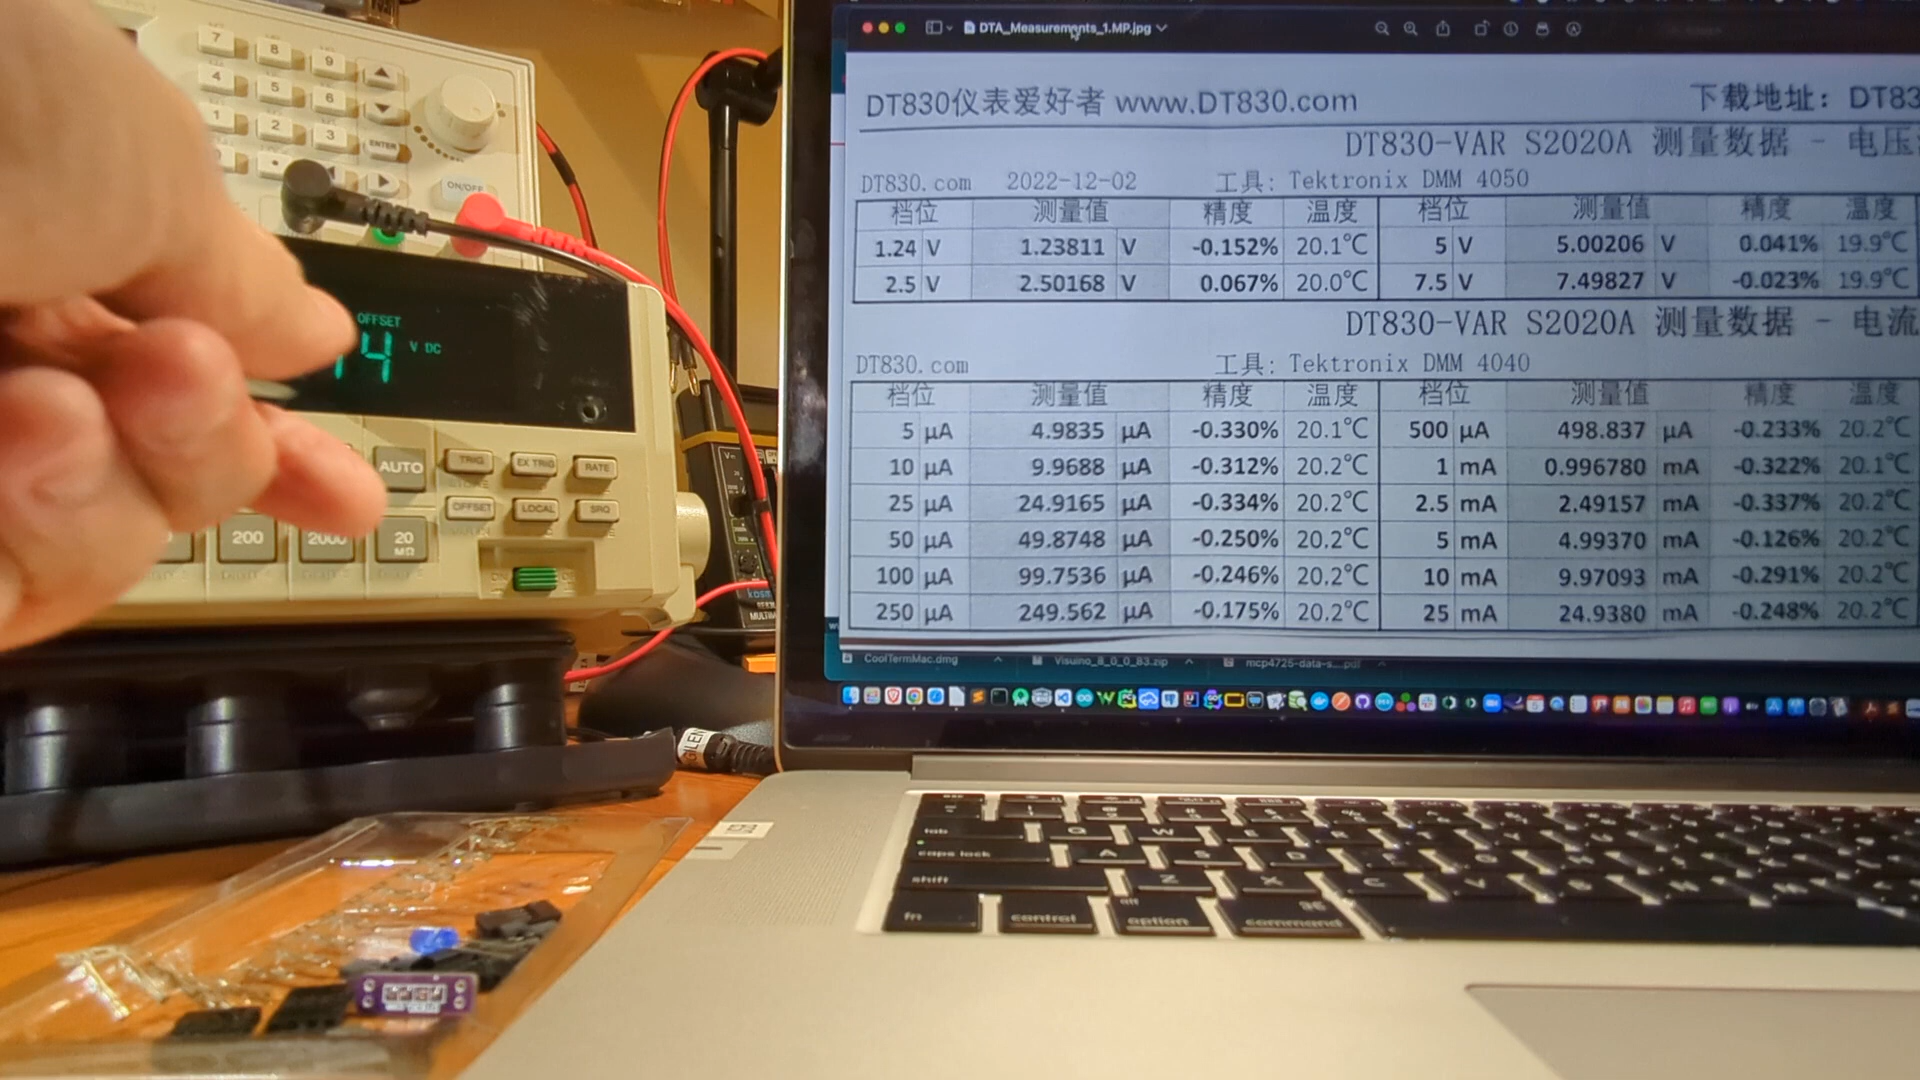 7
8
9
4
5
6
1
2
3
ENTER
ON/OFF
OFFSET
4 V DC
AUTO
TRIG
EX TRIG
RATE
OFFSET
LOCAL
SRQ
200
2000
20
MΩ
DTA_Measurements_1.MP.jpg
DT830仪表爱好者 www.DT830.com
下载地址: DT83
DT830-VAR S2020A 测量数据 - 电压
DT830.com 2022-12-02 工具: Tektronix DMM 4050
档位 测量值 精度 温度 档位 测量值 精度 温度
1.24 V 1.23811 V -0.152% 20.1℃ 5 V 5.00206 V 0.041% 19.9℃
2.5 V 2.50168 V 0.067% 20.0℃ 7.5 V 7.49827 V -0.023% 19.9℃
DT830-VAR S2020A 测量数据 - 电流
DT830.com 工具: Tektronix DMM 4040
档位 测量值 精度 温度 档位 测量值 精度 温度
5 μA 4.9835 μA -0.330% 20.1℃ 500 μA 498.837 μA -0.233% 20.2℃
10 μA 9.9688 μA -0.312% 20.2℃ 1 mA 0.996780 mA -0.322% 20.1℃
25 μA 24.9165 μA -0.334% 20.2℃ 2.5 mA 2.49157 mA -0.337% 20.2℃
50 μA 49.8748 μA -0.250% 20.2℃ 5 mA 4.99370 mA -0.126% 20.2℃
100 μA 99.7536 μA -0.246% 20.2℃ 10 mA 9.97093 mA -0.291% 20.2℃
250 μA 249.562 μA -0.175% 20.2℃ 25 mA 24.9380 mA -0.248% 20.2℃
CoolTermMac.dmg
Visuino_8_0_0_83.zip
mcp4725-data-s....pdf
tab
Q W E R T
caps lock
A S D
shift
Z X C V
fn control option command
alt